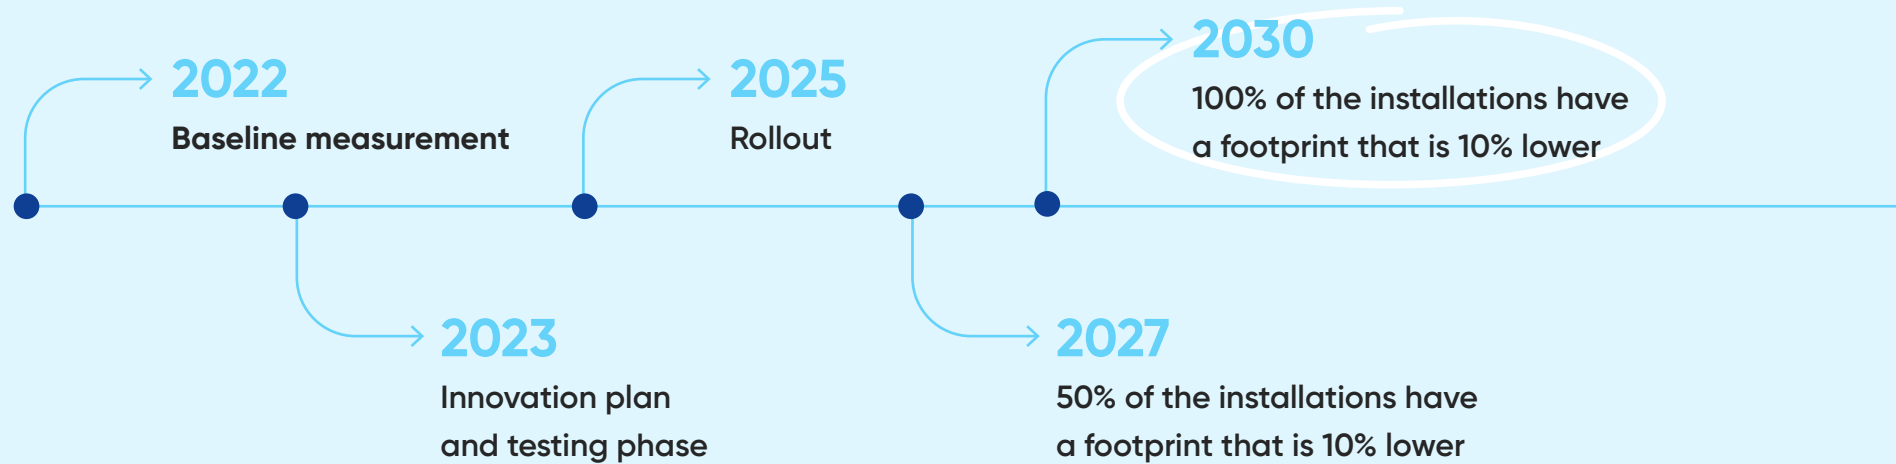 2022
Baseline measurement
2023
Innovation plan
and testing phase
2025
Rollout
2027
50% of the installations have
a footprint that is 10% lower
2030
100% of the installations have
a footprint that is 10% lower